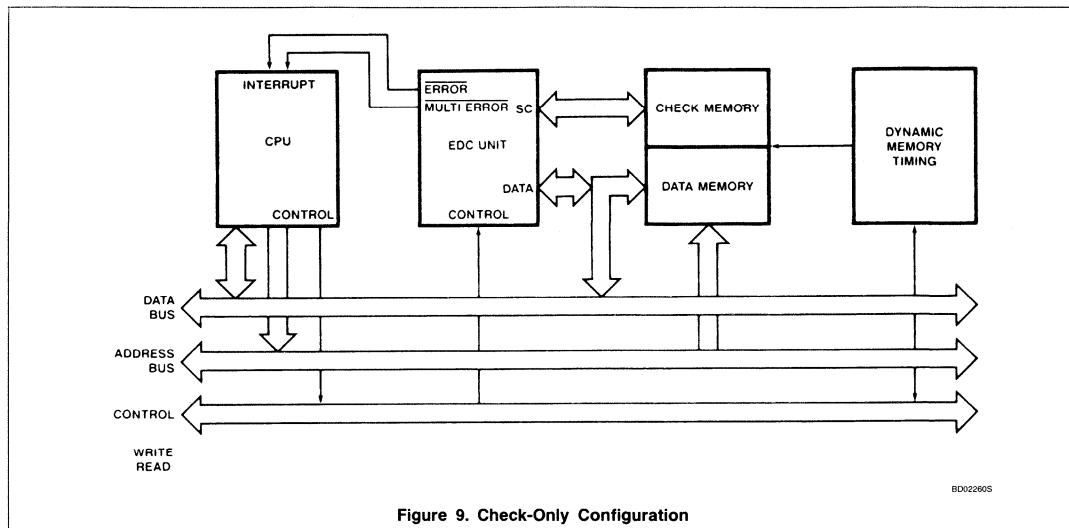 INTERRUPT
CPU
CONTROL
ERROR
MULTI ERROR
SC
EDC UNIT
DATA
CONTROL
CHECK MEMORY
DATA MEMORY
DYNAMIC
MEMORY
TIMING
DATA
BUS
ADDRESS
BUS
CONTROL
WRITE
READ
BD02260S
Figure 9. Check-Only Configuration